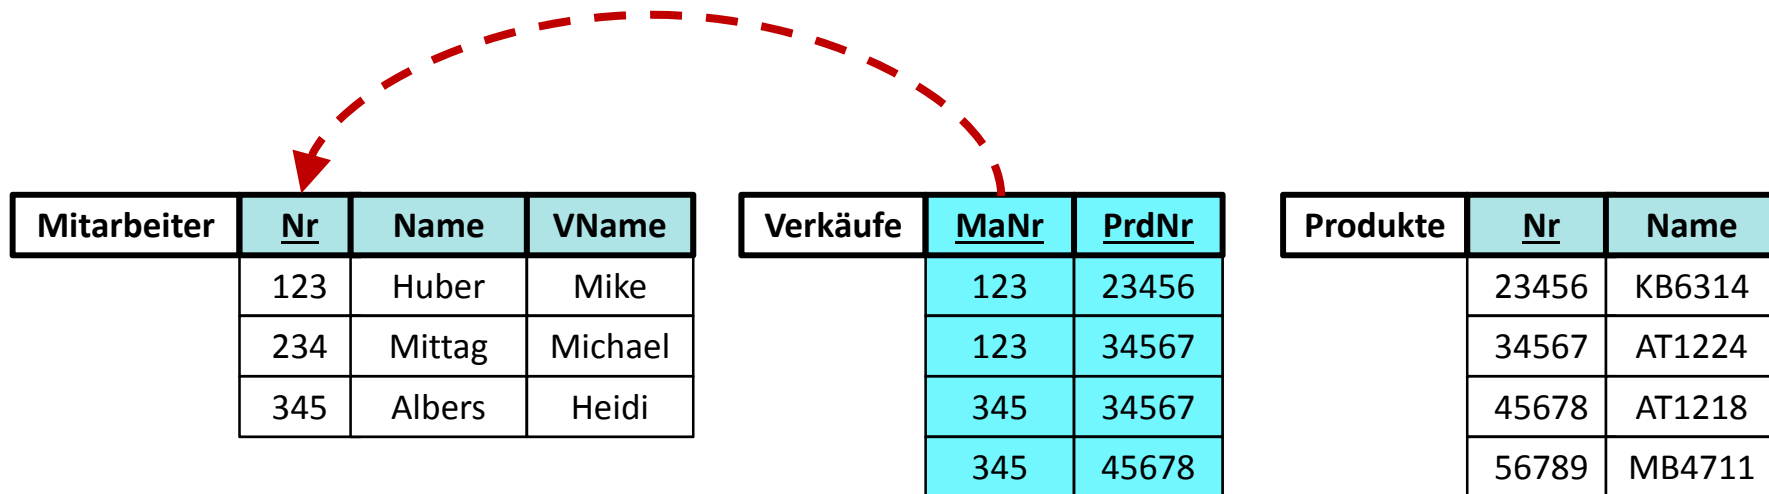 Mitarbeiter Nr Name VName Verkäufe MaNr PrdNr Produkte Nr Name
123 Huber Mike 123 23456 23456 KB6314
234 Mittag Michael 123 34567 34567 AT1224
345 Albers Heidi 345 34567 45678 AT1218
345 45678 56789 MB4711